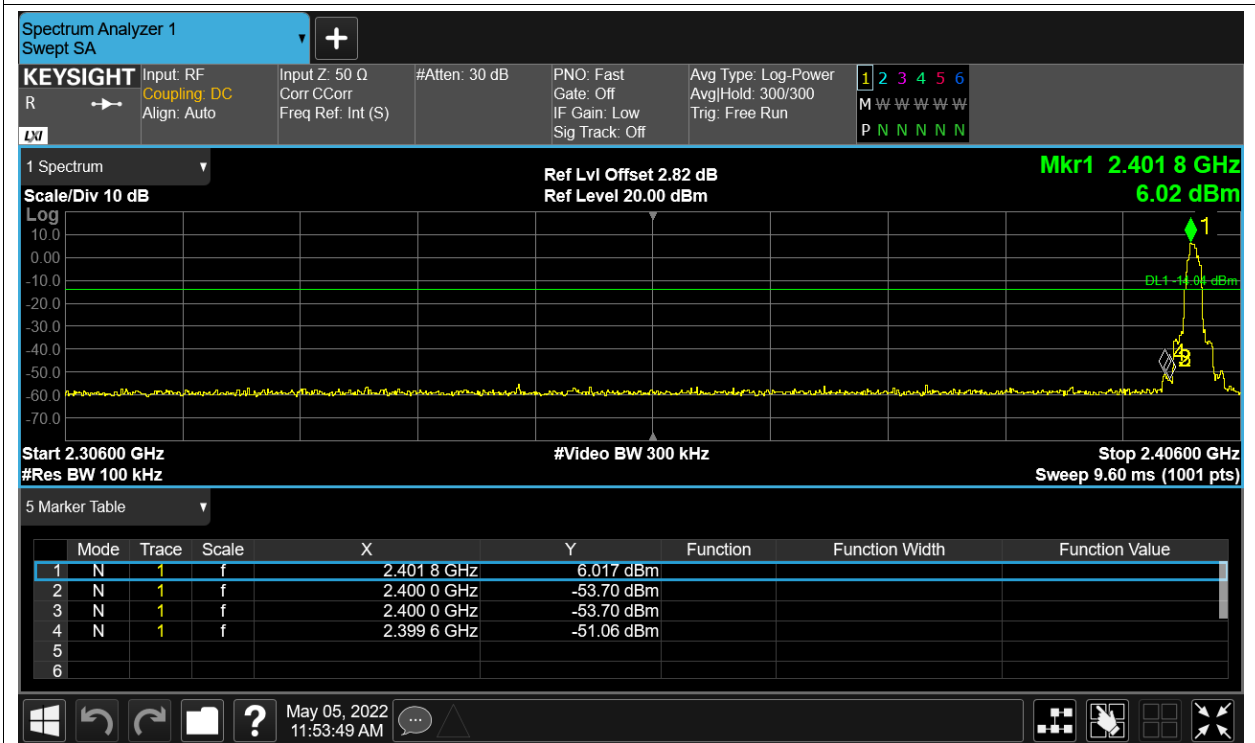 Spectrum Analyzer 1
Swept SA
KEYSIGHT
R
LXI
Input: RF
Coupling: DC
Align: Auto
Input Z: 50 Ω
Corr CCorr
Freq Ref: Int (S)
#Atten: 30 dB
PNO: Fast
Gate: Off
IF Gain: Low
Sig Track: Off
Avg Type: Log-Power
Avg|Hold: 300/300
Trig: Free Run
1 2 3 4 5 6
M W W W W W
P N N N N N
1 Spectrum
Scale/Div 10 dB
Ref Lvl Offset 2.82 dB
Ref Level 20.00 dBm
Mkr1 2.401 8 GHz
6.02 dBm
Log
10.0
0.00
-10.0
-20.0
-30.0
-40.0
-50.0
-60.0
-70.0
1
DL1 -14.04 dBm
4
2
Start 2.30600 GHz
#Res BW 100 kHz
#Video BW 300 kHz
Stop 2.40600 GHz
Sweep 9.60 ms (1001 pts)
5 Marker Table
Mode Trace Scale X Y Function Function Width Function Value
1 N 1 f 2.401 8 GHz 6.017 dBm
2 N 1 f 2.400 0 GHz -53.70 dBm
3 N 1 f 2.400 0 GHz -53.70 dBm
4 N 1 f 2.399 6 GHz -51.06 dBm
5
6
?
May 05, 2022
11:53:49 AM